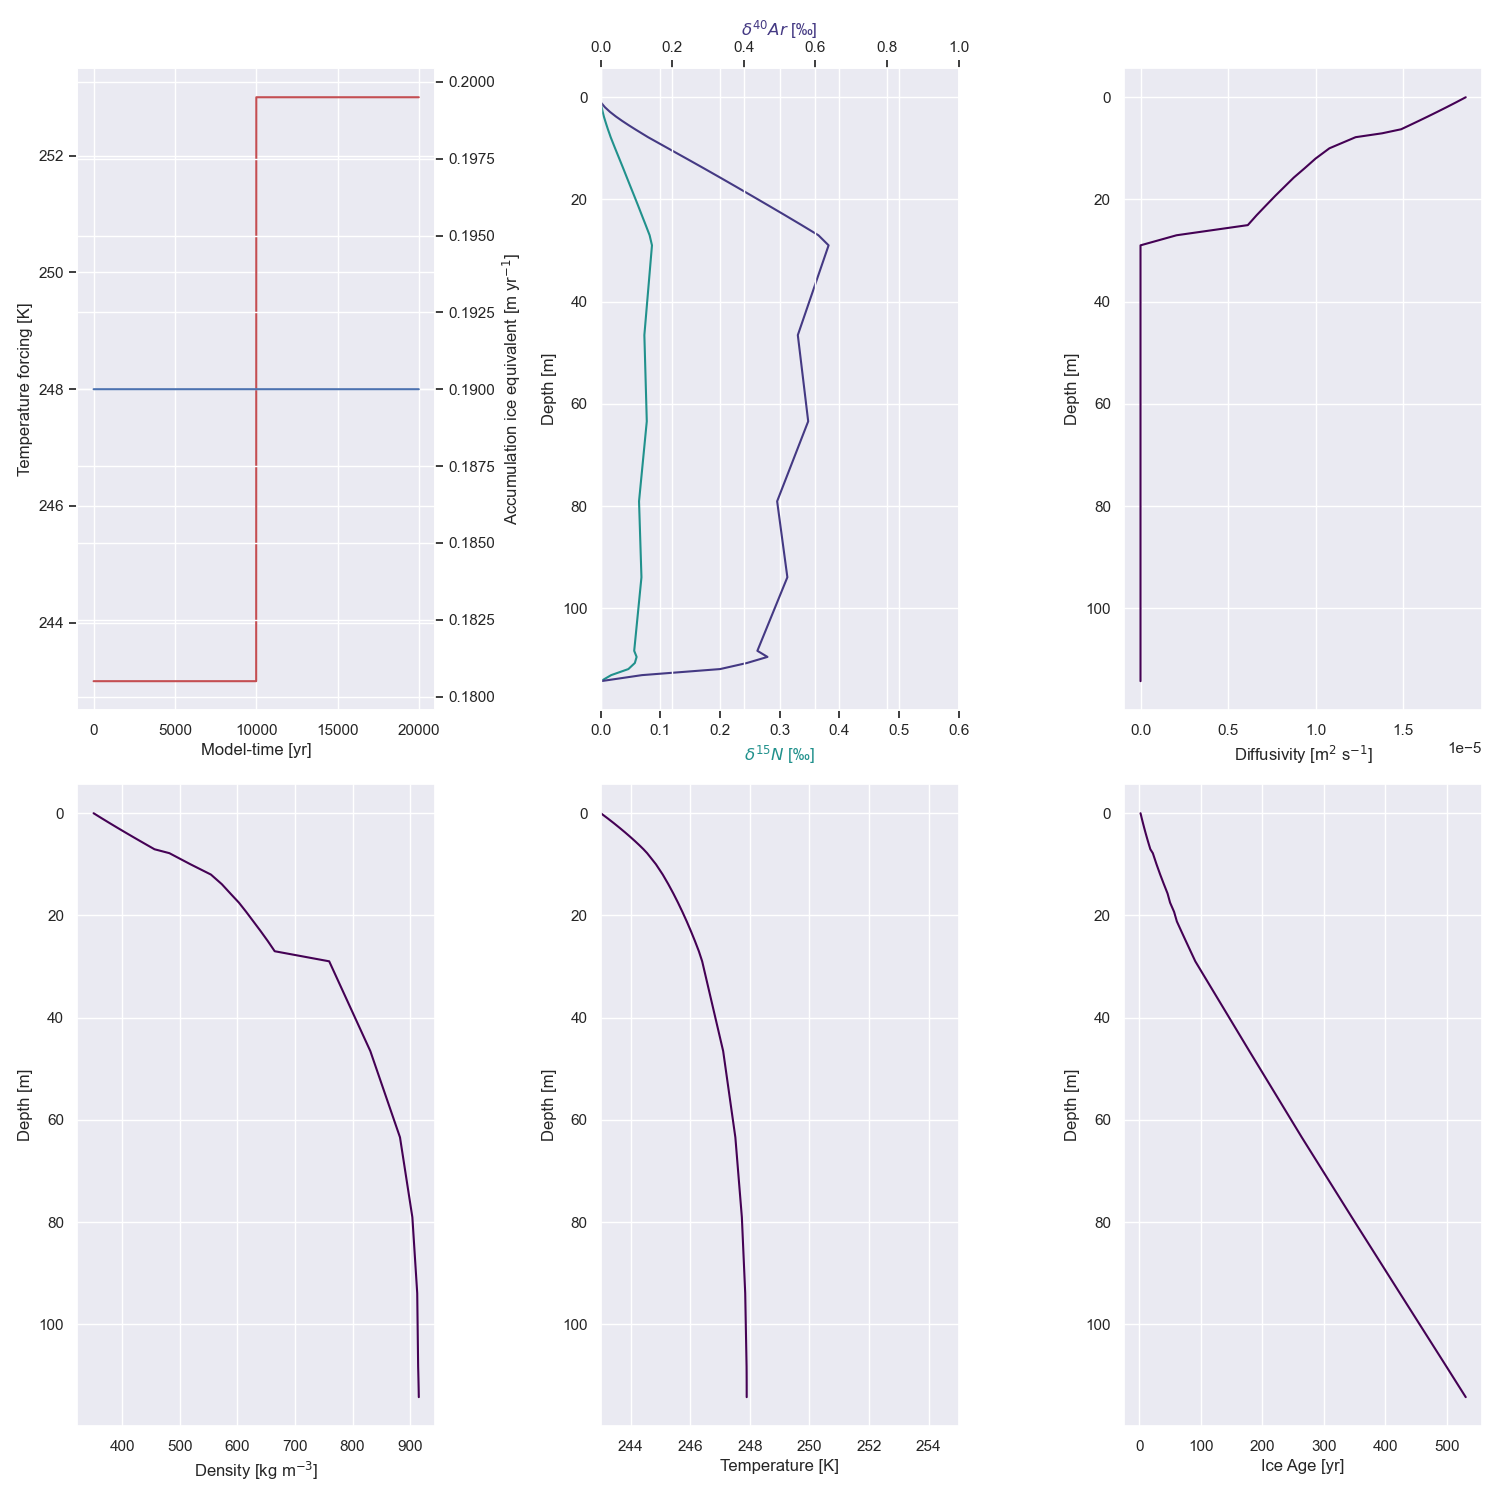 δ⁴⁰Ar [‰]
0.0 0.2 0.4 0.6 0.8 1.0
252
250
248
246
244
Temperature forcing [K]
0 5000 10000 15000 20000
Model-time [yr]
0.2000
0.1975
0.1950
0.1925
0.1900
0.1875
0.1850
0.1825
0.1800
Accumulation ice equivalent [m yr⁻¹]
0
20
40
60
80
100
Depth [m]
0.0 0.1 0.2 0.3 0.4 0.5 0.6
δ¹⁵N [‰]
0
20
40
60
80
100
Depth [m]
0.0 0.5 1.0 1.5
1e−5
Diffusivity [m² s⁻¹]
0
20
40
60
80
100
Depth [m]
400 500 600 700 800 900
Density [kg m⁻³]
0
20
40
60
80
100
Depth [m]
244 246 248 250 252 254
Temperature [K]
0
20
40
60
80
100
Depth [m]
0 100 200 300 400 500
Ice Age [yr]